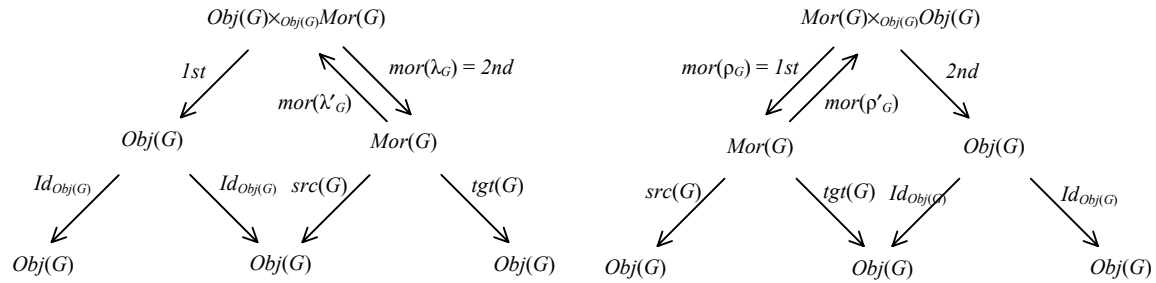 Obj(G)×Obj(G)Mor(G) Mor(G)×Obj(G)Obj(G)
1st mor(λG) = 2nd mor(ρG) = 1st 2nd
mor(λ′G) mor(ρ′G)
Obj(G) Mor(G) Mor(G) Obj(G)
IdObj(G) IdObj(G) src(G) tgt(G) src(G) tgt(G) IdObj(G) IdObj(G)
Obj(G) Obj(G) Obj(G) Obj(G) Obj(G) Obj(G)